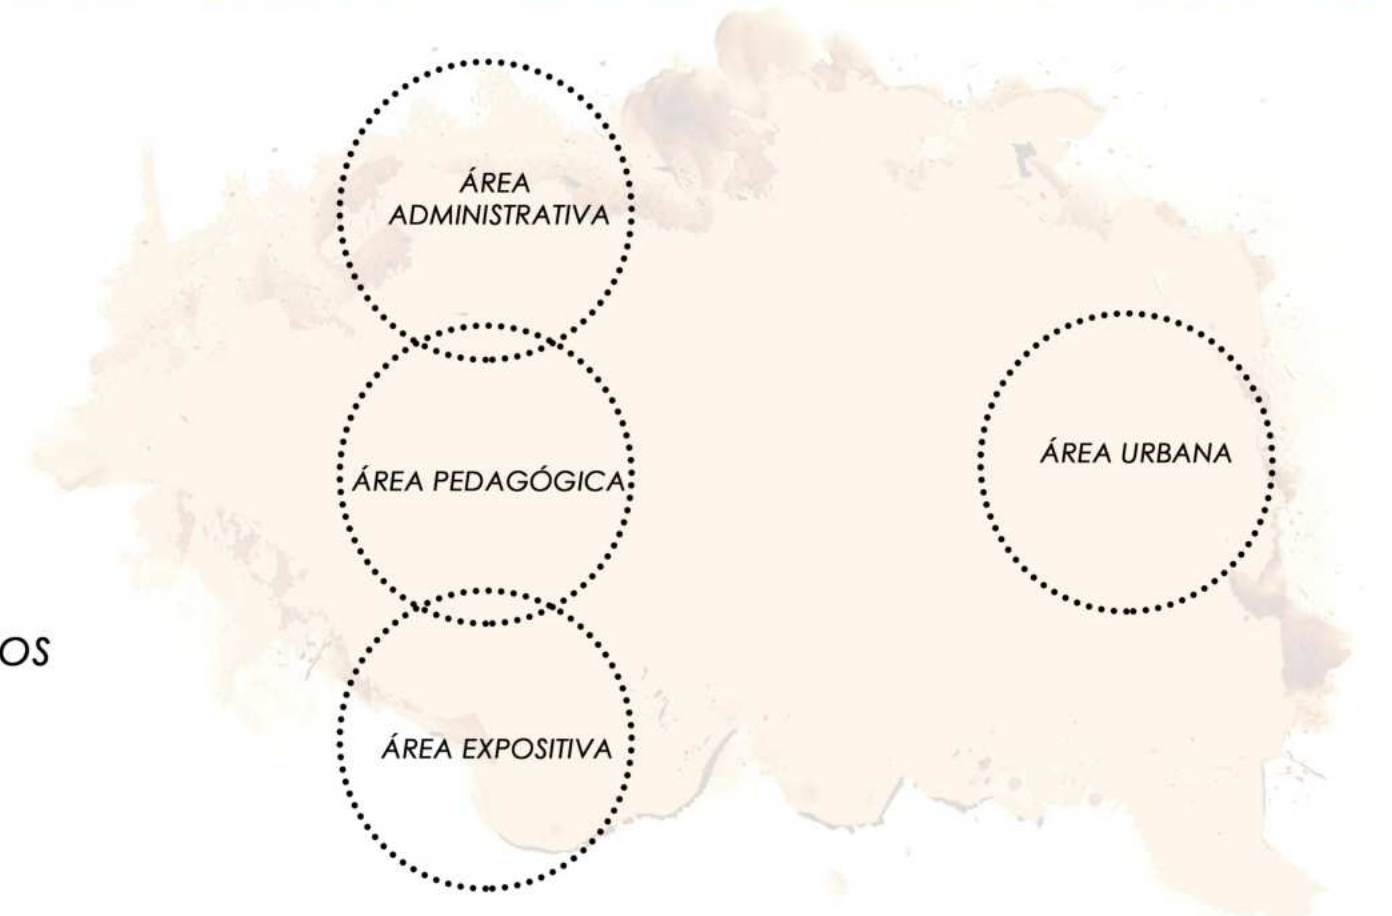 ÁREA
ADMINISTRATIVA
ÁREA PEDAGÓGICA
ÁREA URBANA
OS
ÁREA EXPOSITIVA